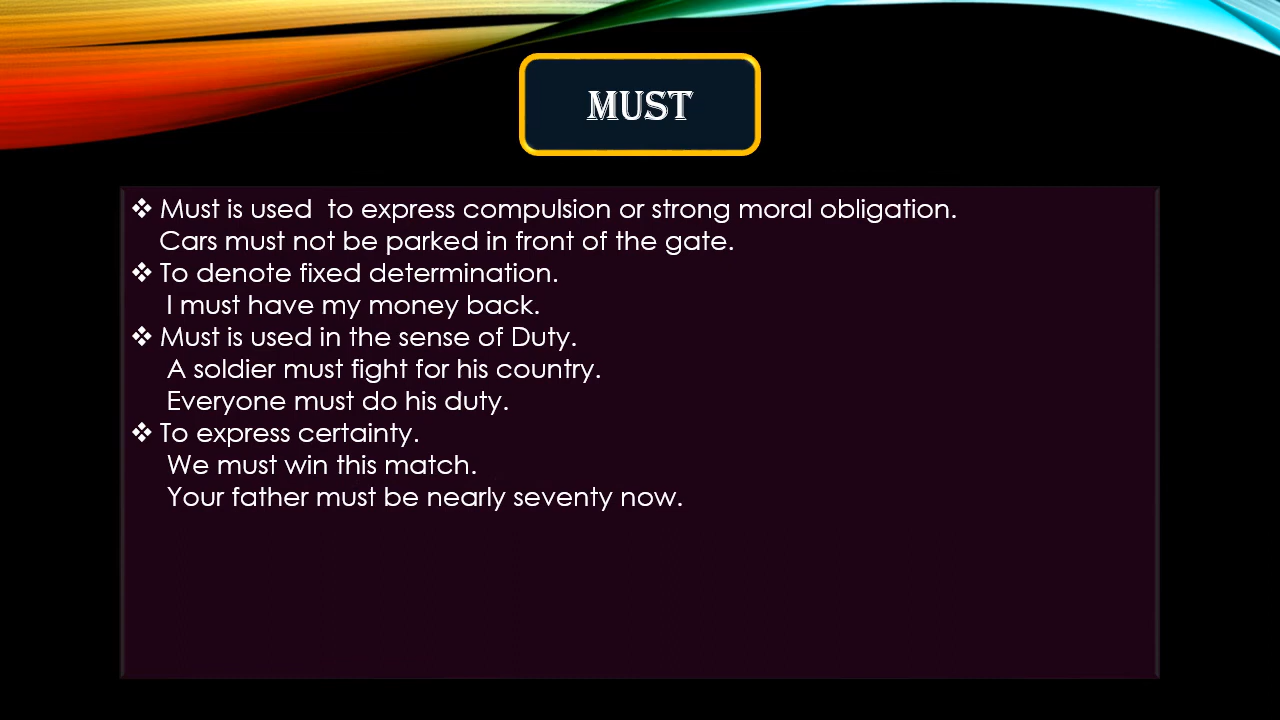 MUST
❖ Must is used  to express compulsion or strong moral obligation.
Cars must not be parked in front of the gate.
❖ To denote fixed determination.
I must have my money back.
❖ Must is used in the sense of Duty.
A soldier must fight for his country.
Everyone must do his duty.
❖ To express certainty.
We must win this match.
Your father must be nearly seventy now.